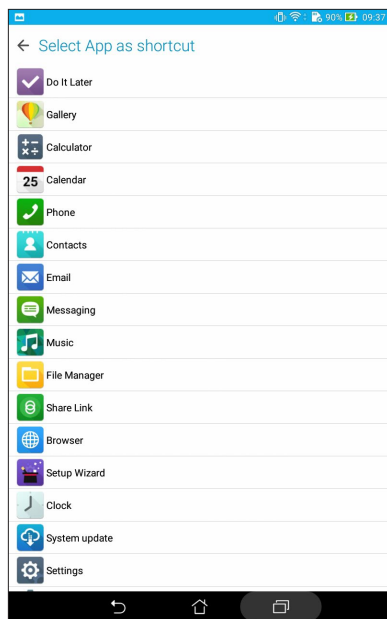 90% 09:37
Select App as shortcut
Do It Later
Gallery
Calculator
25 Calendar
Phone
Contacts
Email
Messaging
Music
File Manager
Share Link
Browser
Setup Wizard
Clock
System update
Settings